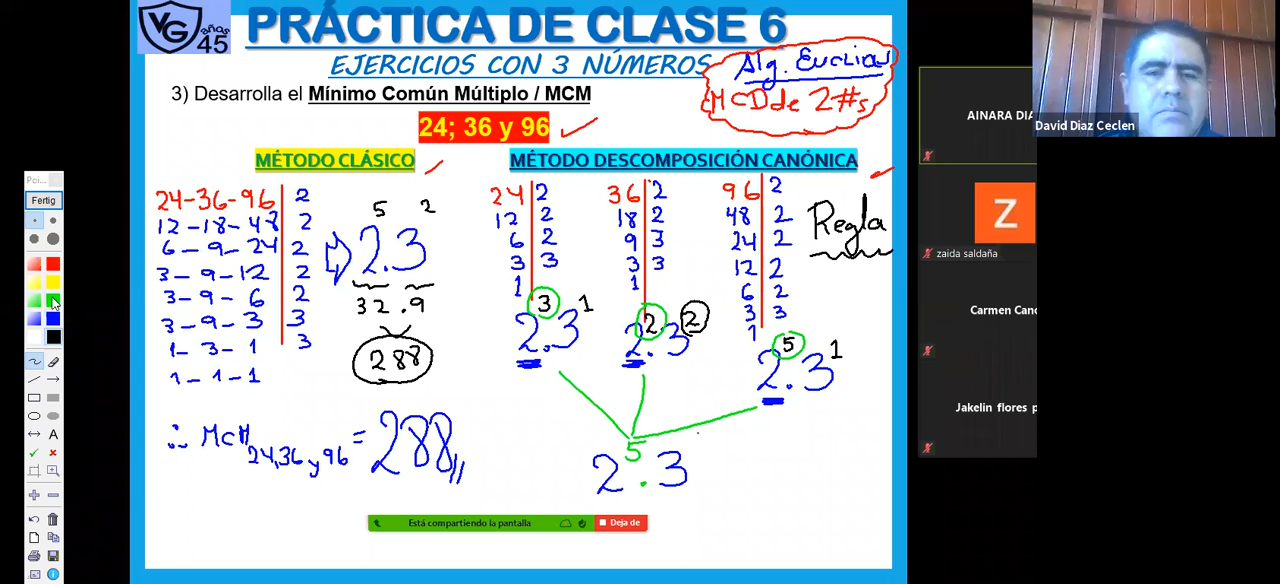 VG
años
45
PRÁCTICA DE CLASE 6
EJERCICIOS CON 3 NÚMEROS
3) Desarrolla el Mínimo Común Múltiplo / MCM
Alg.
MCD de 2 #s
24; 36 y 96
MÉTODO CLÁSICO
MÉTODO DESCOMPOSICIÓN CANÓNICA
24-36-96 | 2
12-18-48 | 2
6-9-24 | 2
3-9-12 | 2
3-9-6 | 2
3-9-3 | 3
1-3-1 | 3
1-1-1
5 2
2.3
32.9
288
24 | 2
12 | 2
6 | 2
3 | 3
1
3 1
2.3
36 | 2
18 | 2
9 | 3
3 | 3
1
2 2
2.3
96 | 2
48 | 2
24 | 2
12 | 2
6 | 2
3 | 3
1
5 1
2.3
Regla
∴ MCM 24,36 y 96 = 288
5
2.3
Está compartiendo la pantalla
Deja de
Poi...
Fertig
A
David Diaz Ceclen
AINARA DIA
Z
zaida saldaña
Carmen Canc
Jakelin flores p